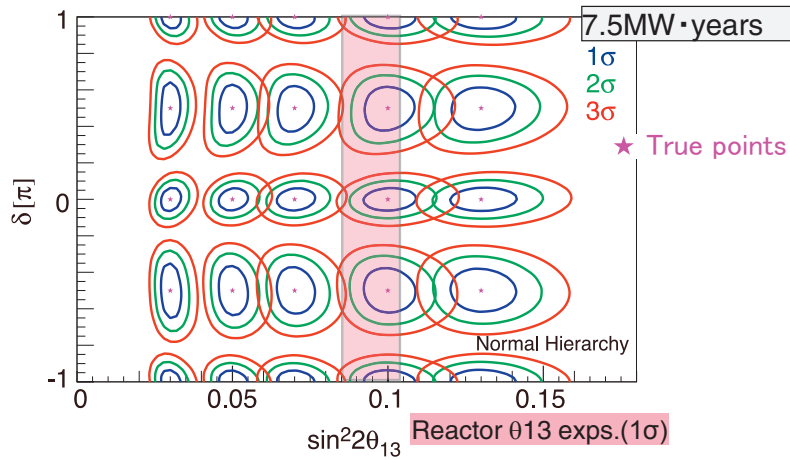 1
7.5MW・years
1σ
2σ
3σ
★ True points
δ [π]
0
Normal Hierarchy
-1
0
0.05
0.1
0.15
sin²2θ₁₃
Reactor θ13 exps.(1σ)